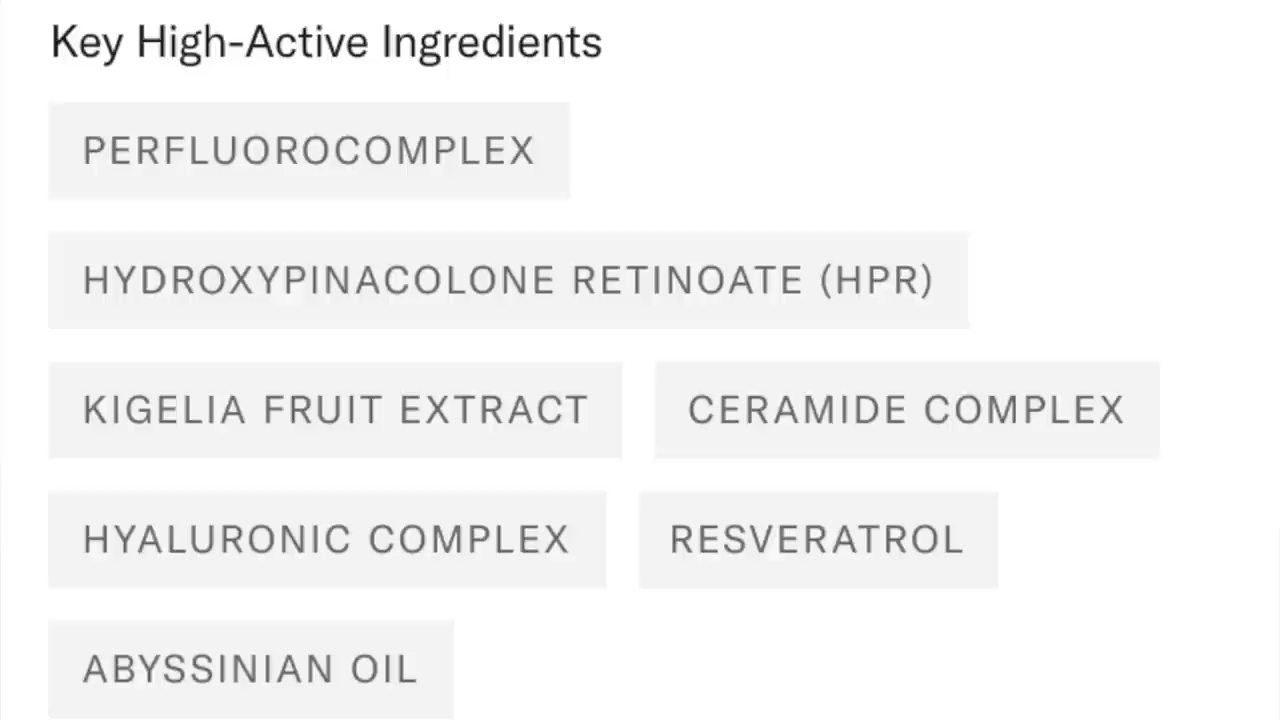 Key High-Active Ingredients
PERFLUOROCOMPLEX
HYDROXYPINACOLONE RETINOATE (HPR)
KIGELIA FRUIT EXTRACT CERAMIDE COMPLEX
HYALURONIC COMPLEX RESVERATROL
ABYSSINIAN OIL